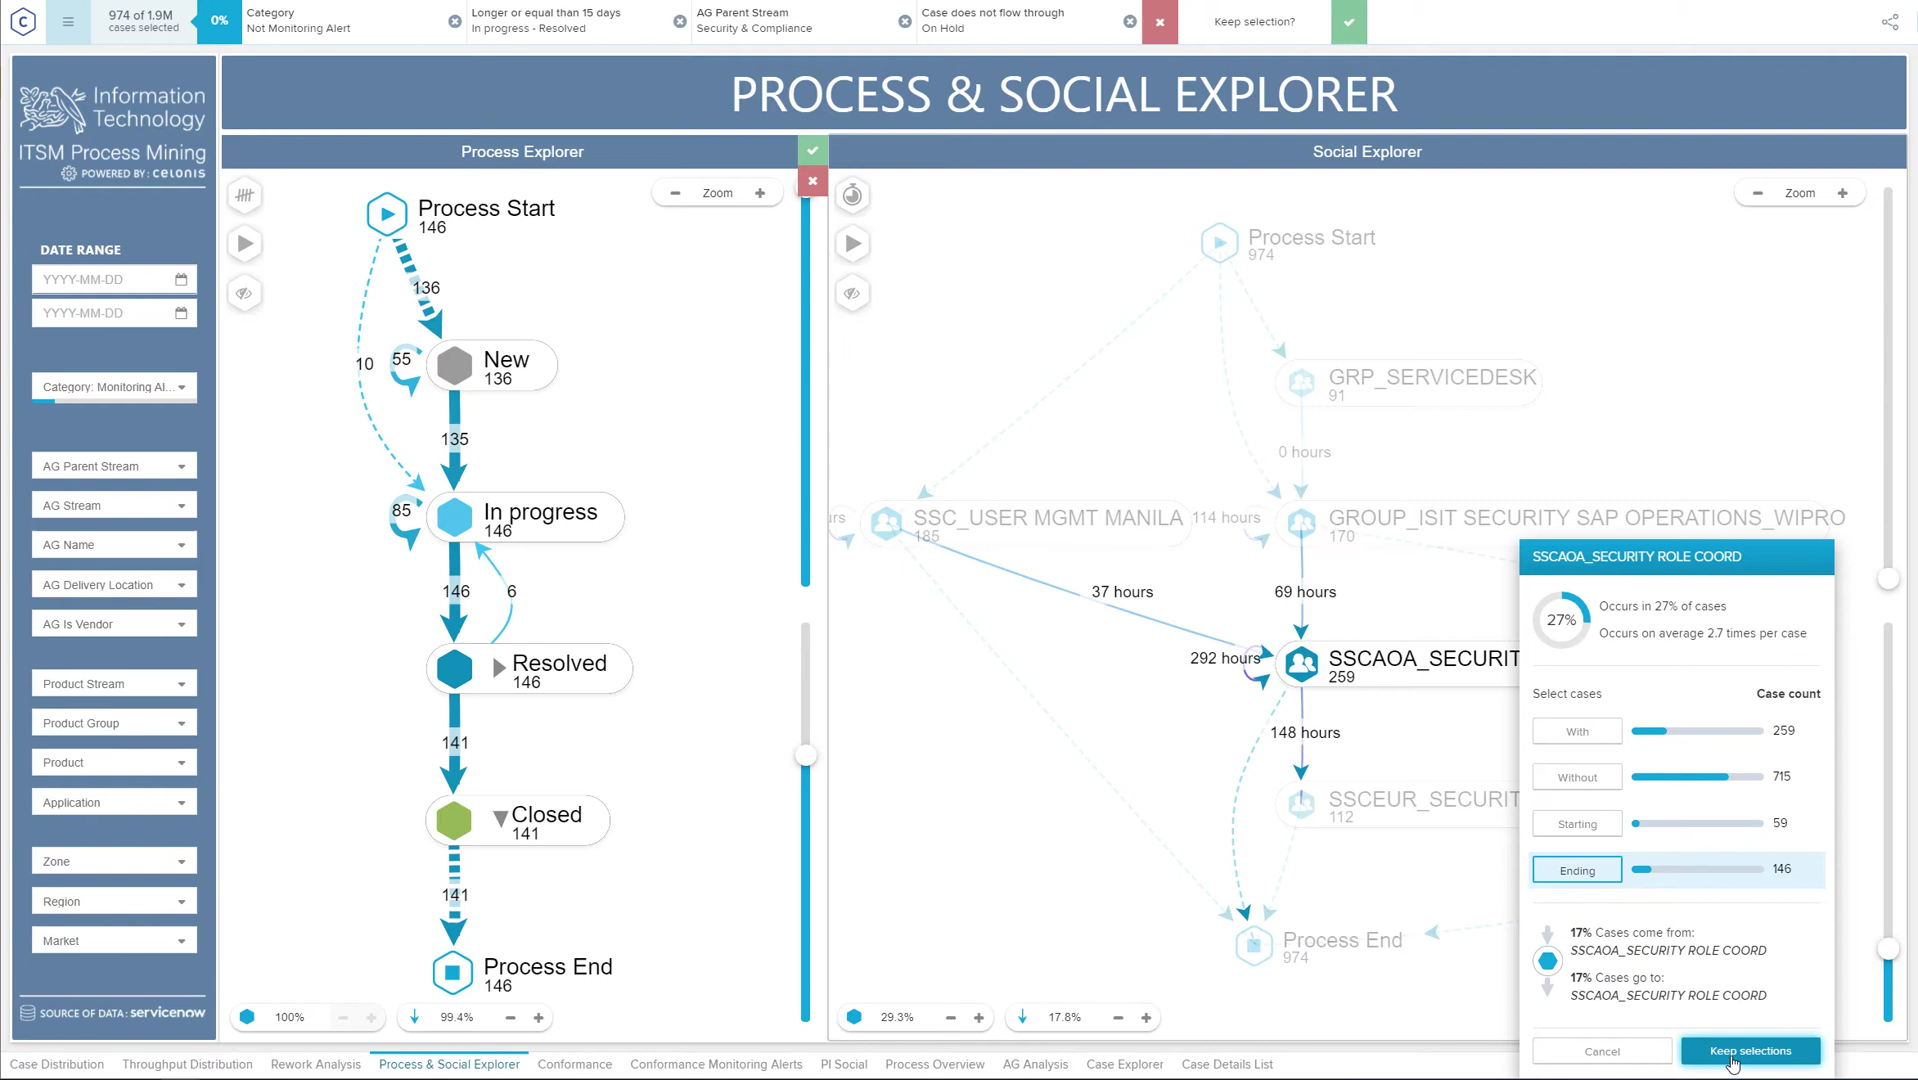 C
974 of 1.9M
cases selected
0%
Category
Not Monitoring Alert
Longer or equal than 15 days
In progress - Resolved
AG Parent Stream
Security & Compliance
Case does not flow through
On Hold
Keep selection?
Information
Technology
ITSM Process Mining
POWERED BY: celonis
DATE RANGE
YYYY-MM-DD
YYYY-MM-DD
Category: Monitoring Al...
AG Parent Stream
AG Stream
AG Name
AG Delivery Location
AG Is Vendor
Product Stream
Product Group
Product
Application
Zone
Region
Market
SOURCE OF DATA: servicenow
PROCESS & SOCIAL EXPLORER
Process Explorer
Zoom
Process Start
146
136
10
55
New
136
135
85
In progress
146
146
6
Resolved
146
141
Closed
141
141
Process End
146
100%
99.4%
Social Explorer
Zoom
Process Start
974
GRP_SERVICEDESK
91
0 hours
SSC_USER MGMT MANILA
185
114 hours
GROUP_ISIT SECURITY SAP OPERATIONS_WIPRO
170
37 hours
69 hours
292 hours
SSCAOA_SECURIT
259
148 hours
SSCEUR_SECURIT
112
Process End
974
29.3%
17.8%
SSCAOA_SECURITY ROLE COORD
27%
Occurs in 27% of cases
Occurs on average 2.7 times per case
Select cases
Case count
With
259
Without
715
Starting
59
Ending
146
17% Cases come from:
SSCAOA_SECURITY ROLE COORD
17% Cases go to:
SSCAOA_SECURITY ROLE COORD
Cancel
Keep selections
Case Distribution
Throughput Distribution
Rework Analysis
Process & Social Explorer
Conformance
Conformance Monitoring Alerts
PI Social
Process Overview
AG Analysis
Case Explorer
Case Details List